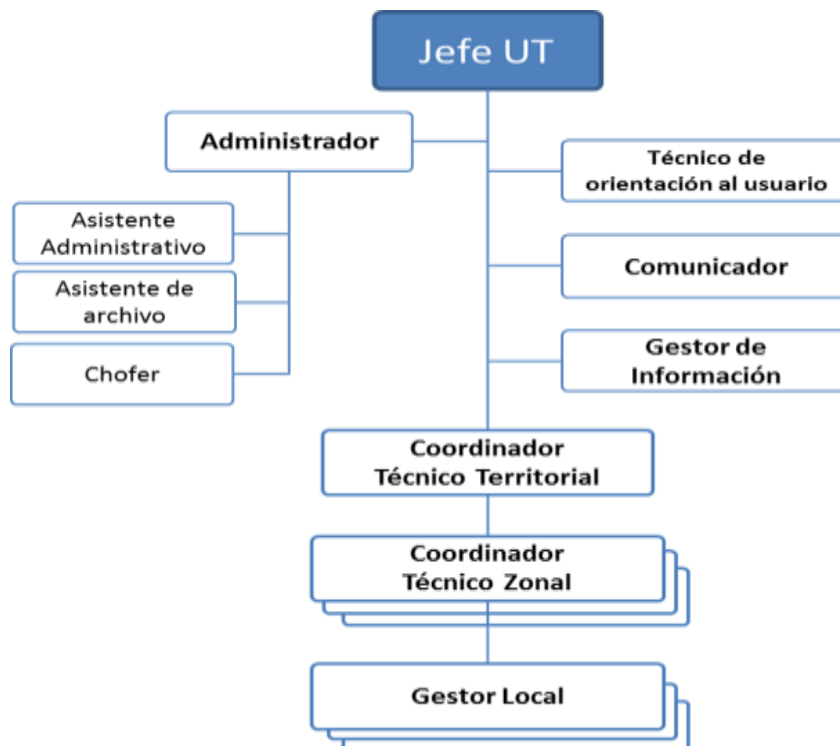 Jefe UT
Administrador
Técnico de
orientación al usuario
Asistente
Administrativo
Comunicador
Asistente de
archivo
Gestor de
Información
Chofer
Coordinador
Técnico Territorial
Coordinador
Técnico Zonal
Gestor Local